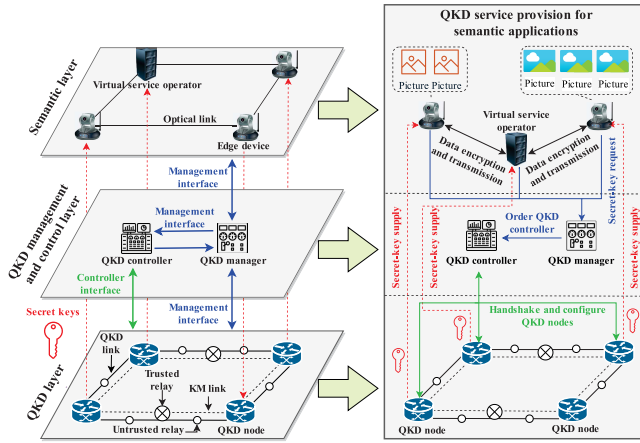 Semantic layer
Virtual service operator
Optical link
Edge device
Management
interface
QKD management
and control layer
Management
interface
QKD controller
QKD manager
Controller
interface
Management
interface
Secret keys
QKD layer
QKD
link
Trusted
relay
KM link
Untrusted relay
QKD node
QKD service provision for
semantic applications
Picture Picture
Picture Picture Picture
Virtual service
operator
Data encryption
and transmission
Data encryption
and transmission
Secret-key request
Secret-key supply
Secret-key supply
Secret-key supply
Order QKD
controller
QKD controller
QKD manager
Handshake and configure
QKD nodes
QKD node